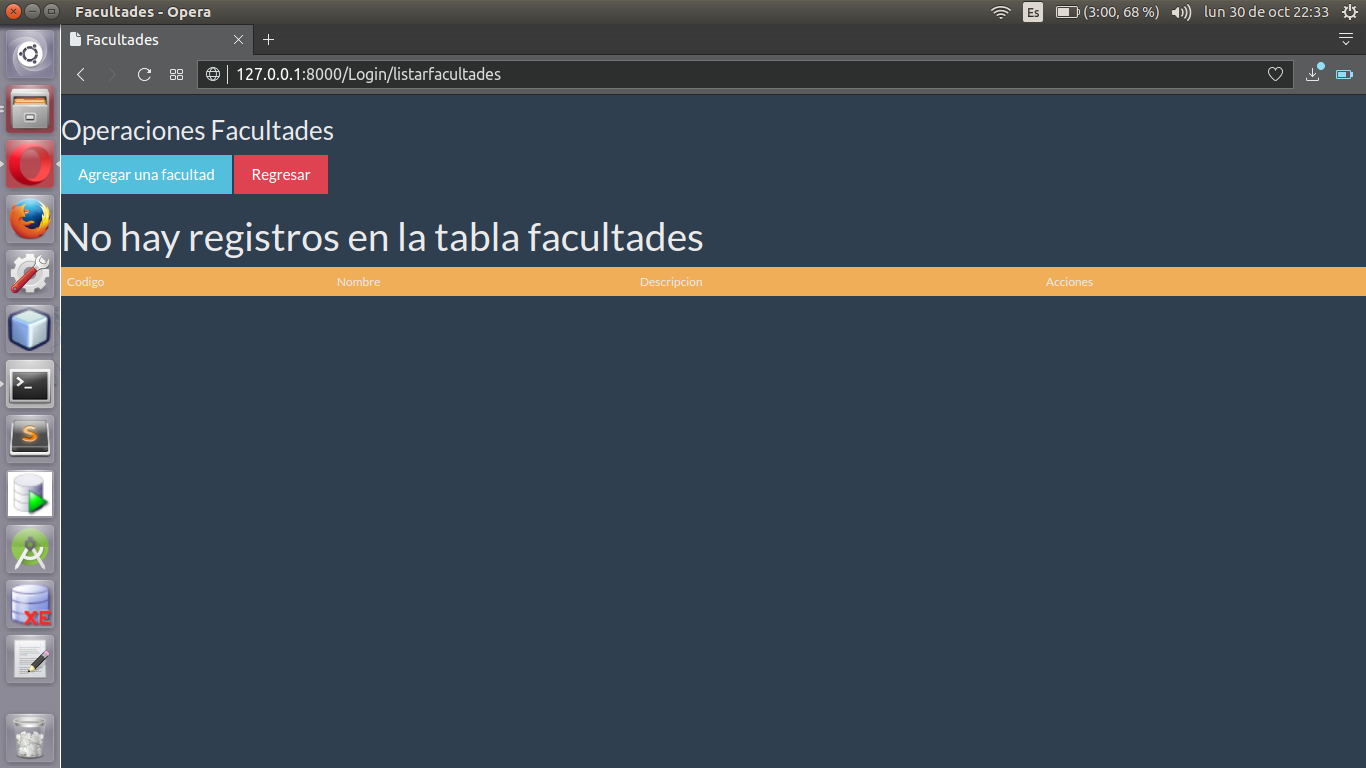 Facultades - Opera
Es
(3:00, 68 %)
lun 30 de oct 22:33
Facultades
127.0.0.1:8000/Login/listarfacultades
Operaciones Facultades
Agregar una facultad
Regresar
No hay registros en la tabla facultades
Codigo Nombre Descripcion Acciones
>_
S
XE